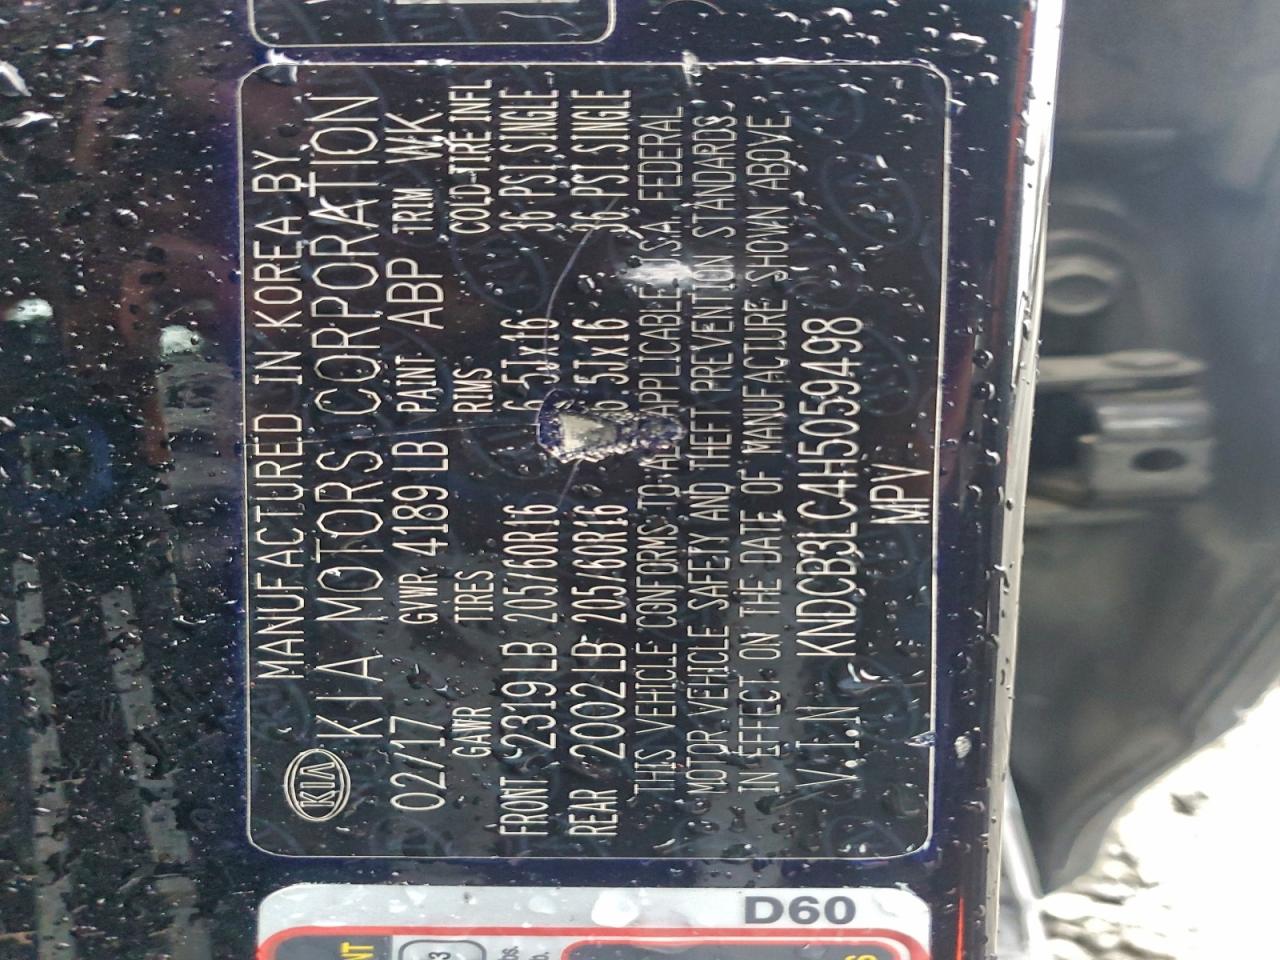 MANUFACTURED IN KOREA BY
KIA KIA MOTORS CORPORATION
02/17 GVWR 4189LB PAINT ABP TRIM WK
GAWR TIRES RIMS COLD TIRE INFL
FRONT 2319LB 205/60R16 6.5Jx16 36 PSI SINGLE
REAR 2002LB 205/60R16 6.5Jx16 36 PSI SINGLE
THIS VEHICLE CONFORMS TO APPLICABLE U.S.A. FEDERAL
MOTOR VEHICLE SAFETY AND THEFT PREVENTION STANDARDS
IN EFFECT ON THE DATE OF MANUFACTURE SHOWN ABOVE
V.I.N KNDCB3LC4H5059498
MPV
D60